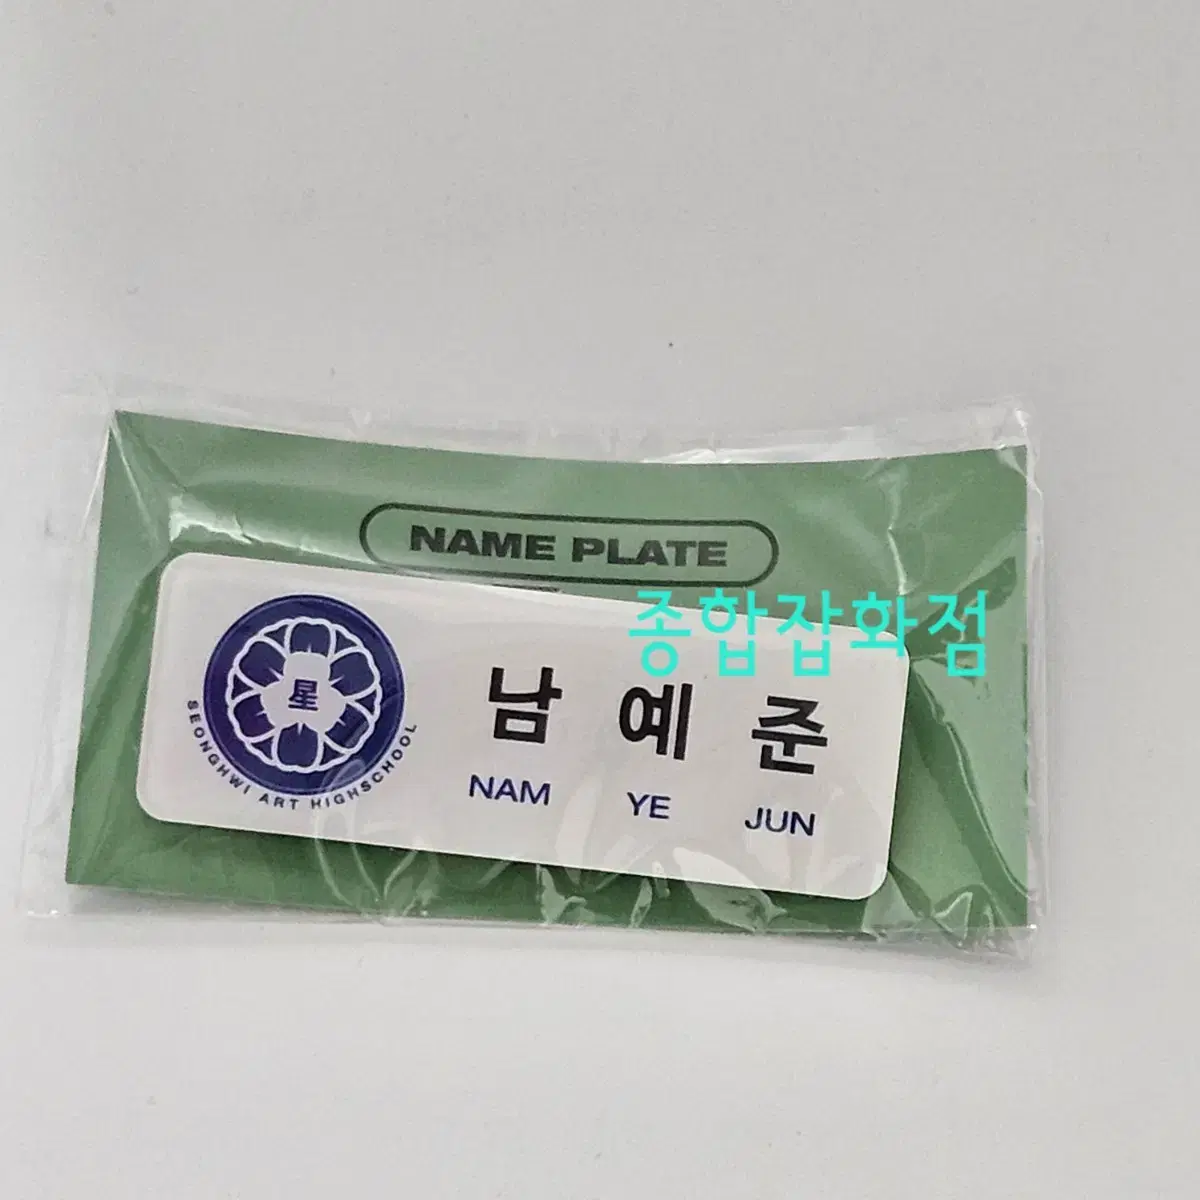 NAME PLATE
종합잡화점
星
SEONGHWI ART HIGHSCHOOL
남 예 준
NAM YE JUN